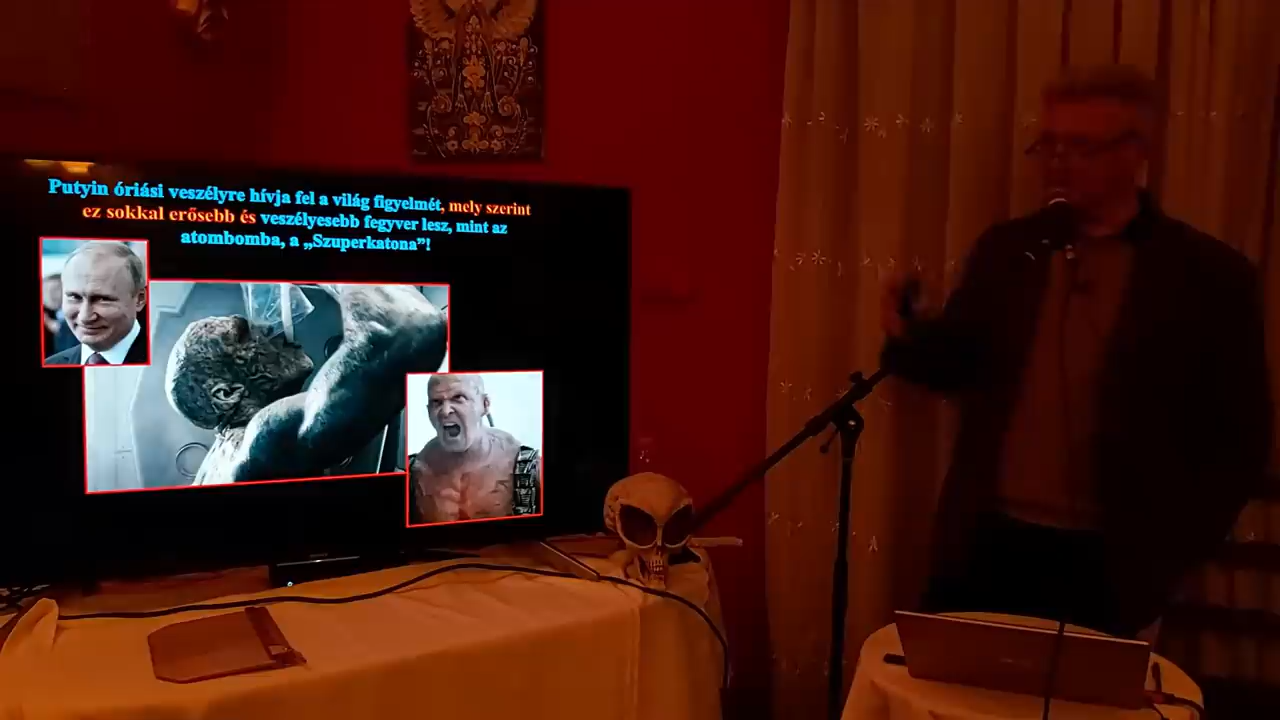 Putyin óriási veszélyre hívja fel a világ figyelmét, mely szerint
ez sokkal erősebb és veszélyesebb fegyver lesz, mint az
atombomba, a „Szuperkatona”!